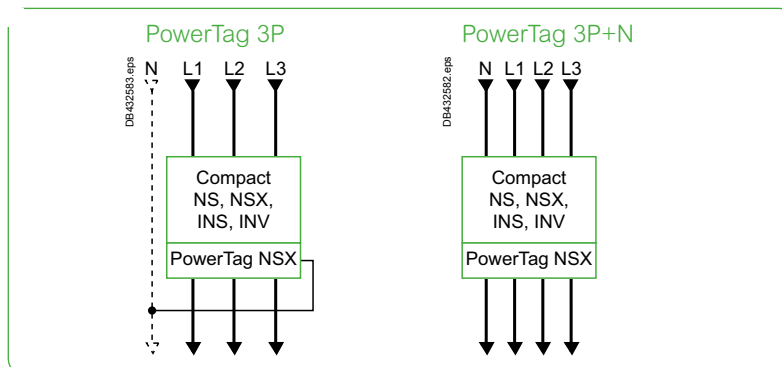 PowerTag 3P
DB432583.eps
N L1 L2 L3
Compact
NS, NSX,
INS, INV
PowerTag NSX
PowerTag 3P+N
DB432582.eps
N L1 L2 L3
Compact
NS, NSX,
INS, INV
PowerTag NSX